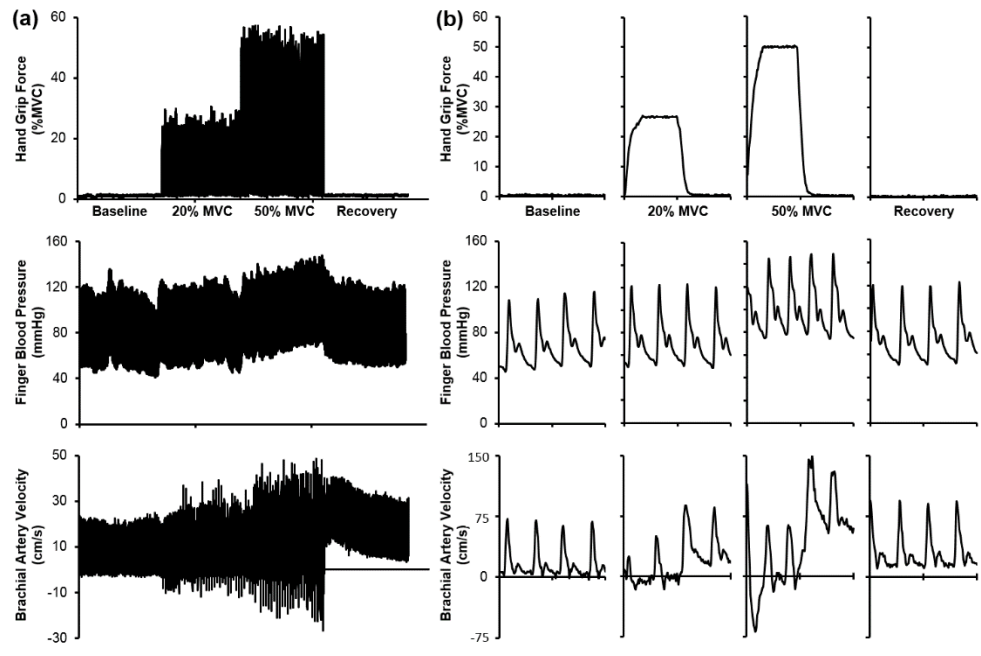 (a)
Hand Grip Force
(%MVC)
60
40
20
0
Baseline 20% MVC 50% MVC Recovery
Finger Blood Pressure
(mmHg)
160
120
80
40
0
Brachial Artery Velocity
(cm/s)
50
30
10
-10
-30
(b)
Hand Grip Force
(%MVC)
60
50
40
30
20
10
0
Baseline 20% MVC 50% MVC Recovery
Finger Blood Pressure
(mmHg)
160
120
80
40
0
Brachial Artery Velocity
(cm/s)
150
75
0
-75